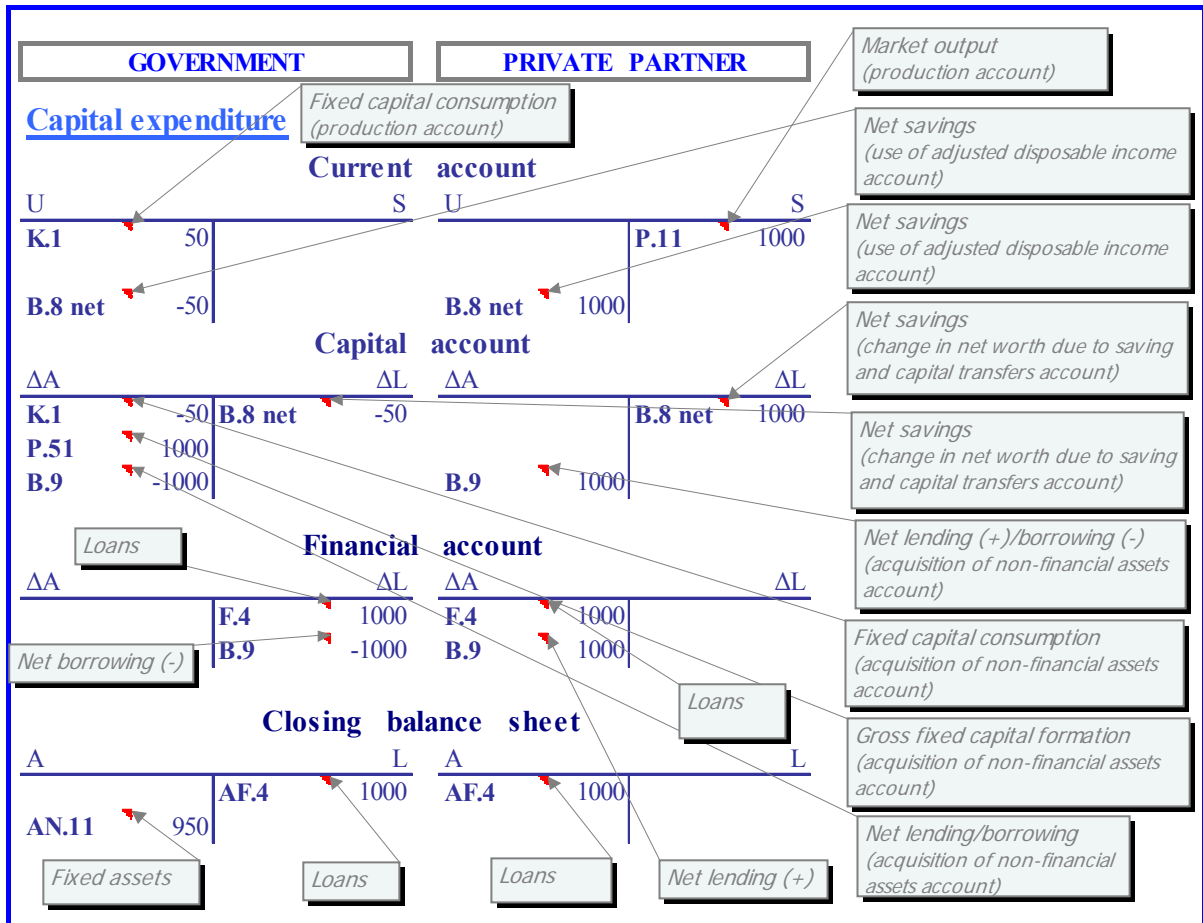 GOVERNMENT
PRIVATE PARTNER
Market output
(production account)
Capital expenditure
Fixed capital consumption
(production account)
Net savings
(use of adjusted disposable income
account)
Current account
U S U S
K.1 50 P.11 1000
B.8 net -50 B.8 net 1000
Net savings
(use of adjusted disposable income
account)
Capital account
Net savings
(change in net worth due to saving
and capital transfers account)
ΔA ΔL ΔA ΔL
K.1 -50 B.8 net -50 B.8 net 1000
P.51 1000
B.9 -1000 B.9 1000
Net savings
(change in net worth due to saving
and capital transfers account)
Loans
Financial account
Net lending (+)/borrowing (-)
(acquisition of non-financial assets
account)
ΔA ΔL ΔA ΔL
F.4 1000 F.4 1000
B.9 -1000 B.9 1000
Net borrowing (-)
Fixed capital consumption
(acquisition of non-financial assets
account)
Loans
Closing balance sheet
Gross fixed capital formation
(acquisition of non-financial assets
account)
A L A L
AF.4 1000 AF.4 1000
AN.11 950
Net lending/borrowing
(acquisition of non-financial
assets account)
Fixed assets
Loans
Loans
Net lending (+)